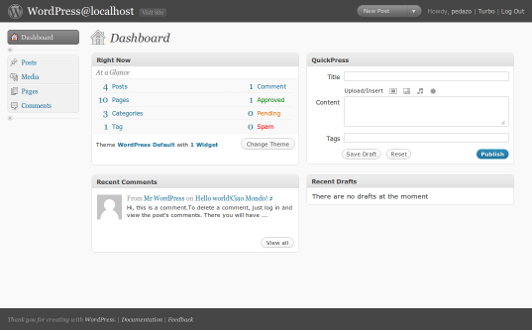 WordPress@localhost Visit Site New Post Howdy, pedazo | Turbo | Log Out
Dashboard
Posts
Media
Pages
Comments
Dashboard
Right Now
At a Glance
4 Posts 1 Comment
10 Pages 1 Approved
3 Categories 0 Pending
1 Tag 0 Spam
Theme WordPress Default with 1 Widget Change Theme
Recent Comments
From Mr WordPress on Hello world!Ciao Mondo! #
Hi, this is a comment.To delete a comment, just log in and
view the post's comments. There you will have ...
View all
QuickPress
Title
Upload/Insert
Content
Tags
Save Draft Reset Publish
Recent Drafts
There are no drafts at the moment
Thank you for creating with WordPress. | Documentation | Feedback